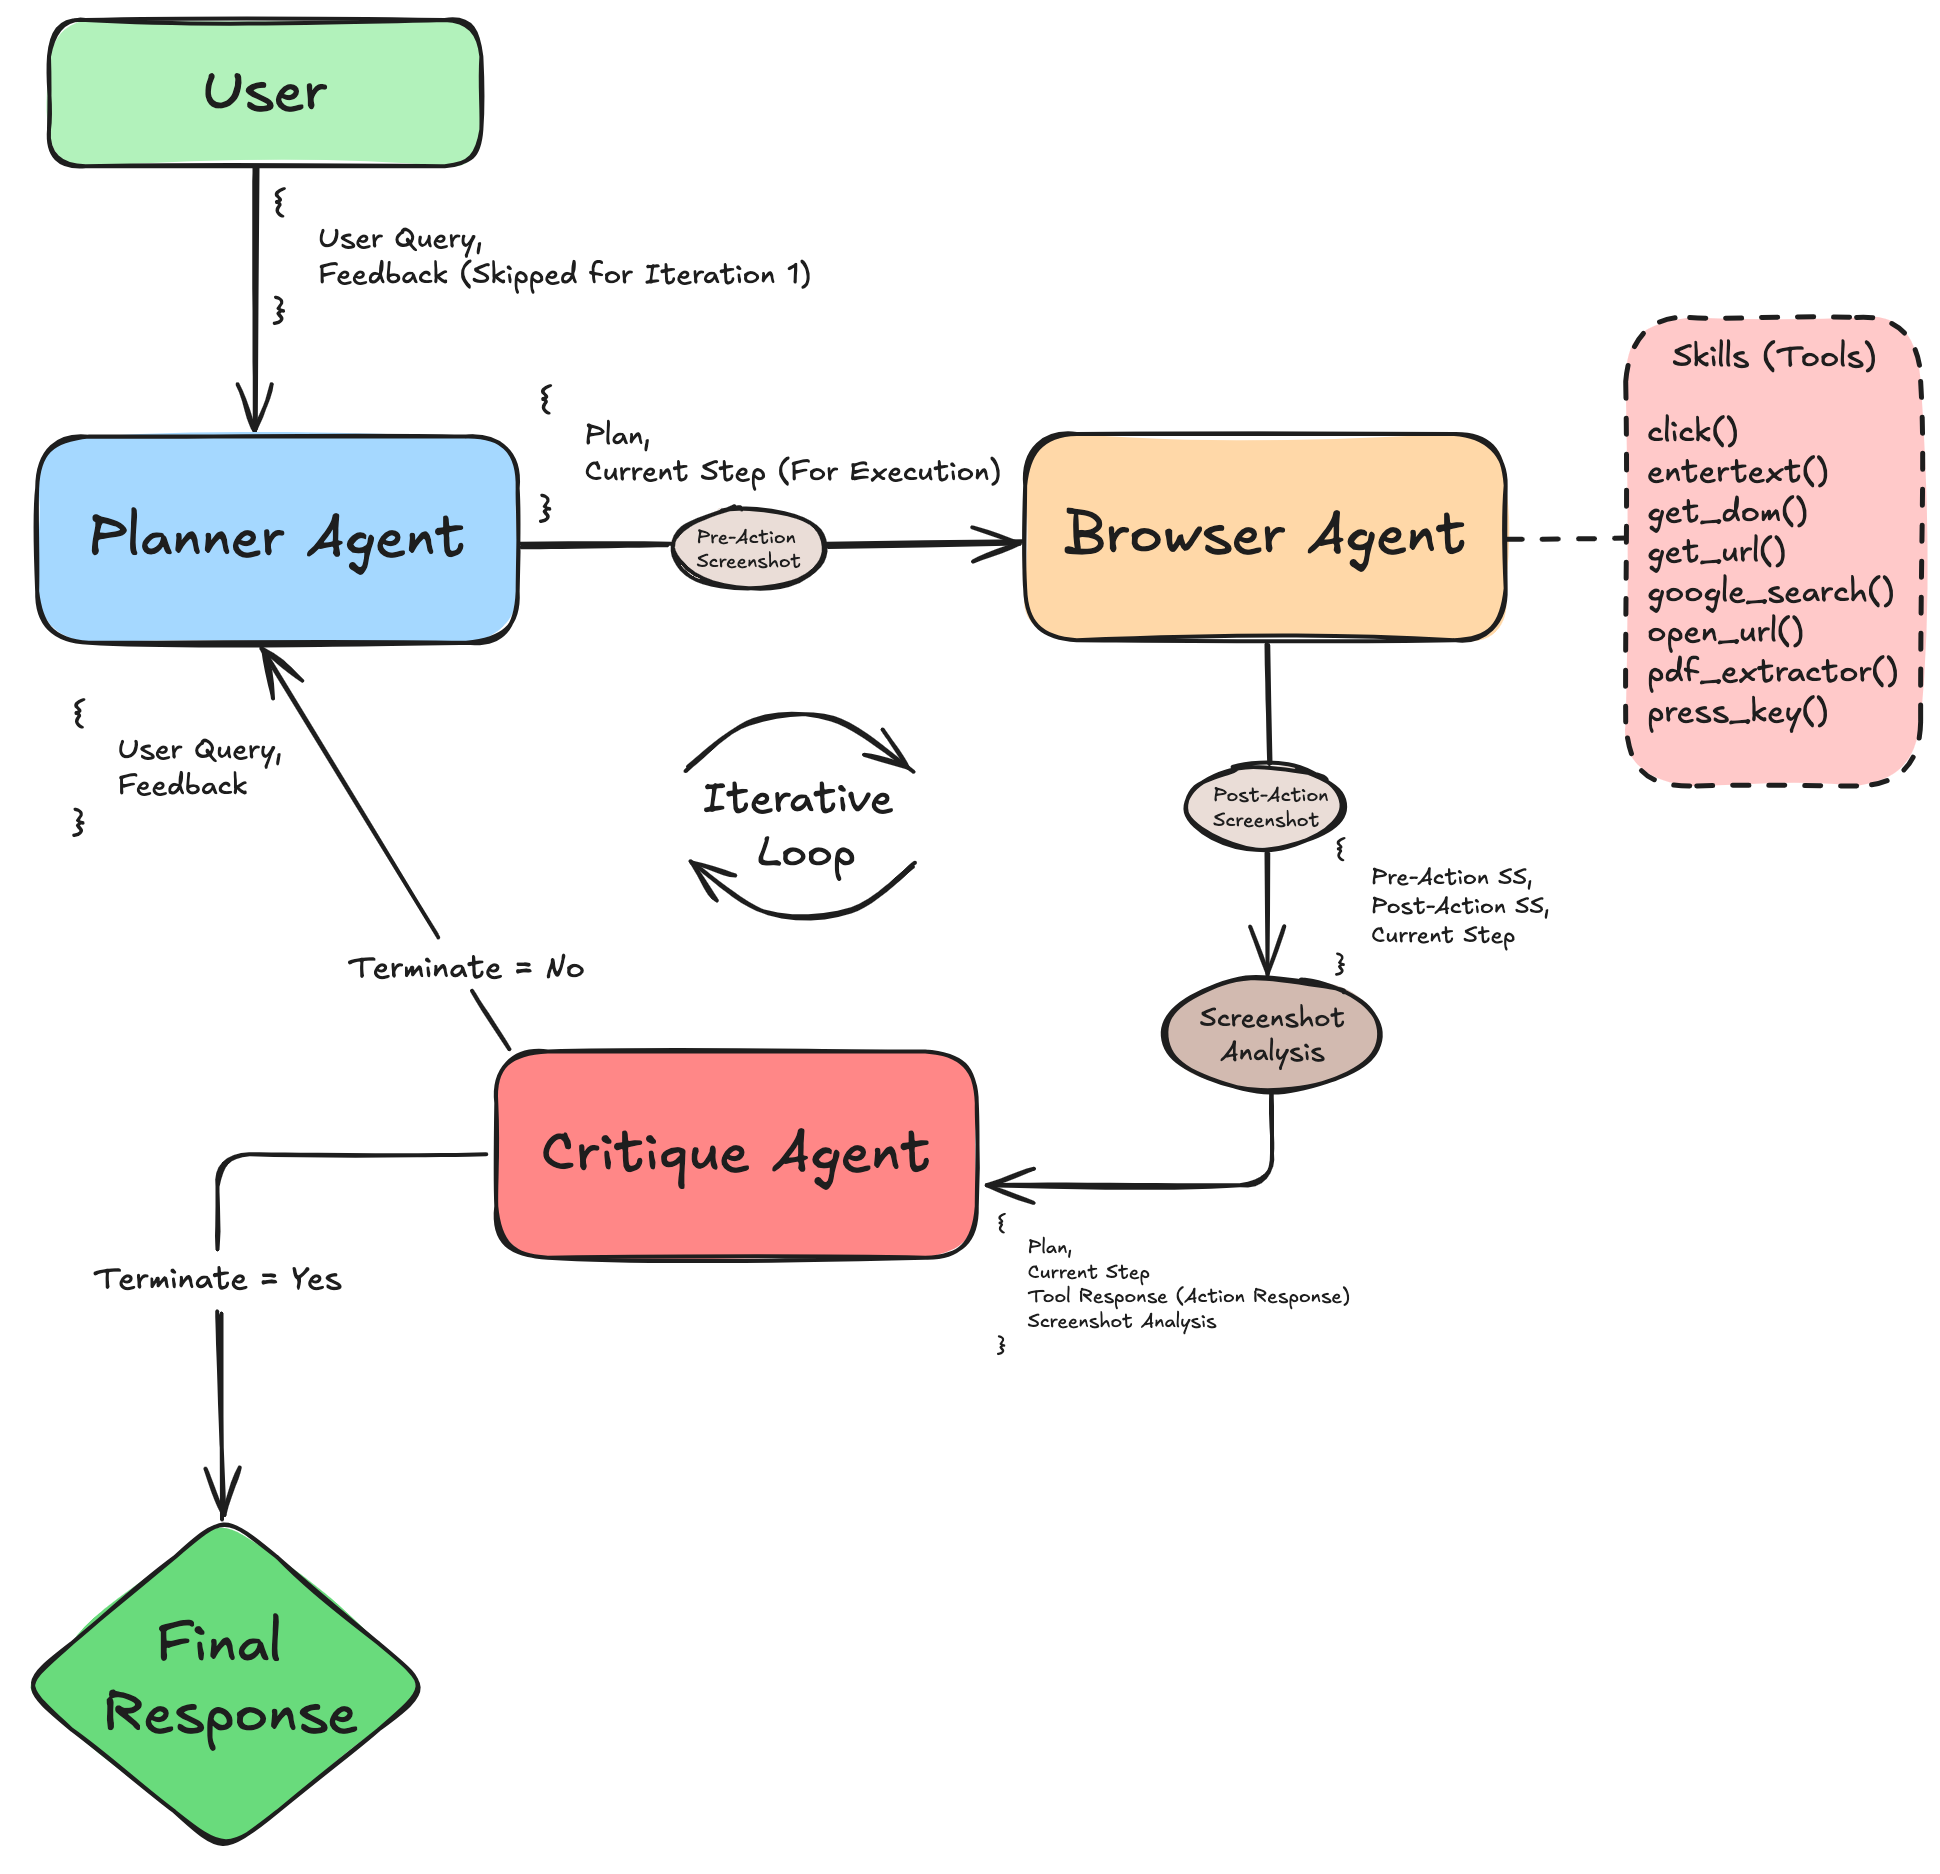 User
{
User Query,
Feedback (Skipped for Iteration 1)
}
{
Plan,
Current Step (For Execution)
}
Planner Agent
Pre-Action
Screenshot
Browser Agent
Skills (Tools)
click()
entertext()
get_dom()
get_url()
google_search()
open_url()
pdf_extractor()
press_key()
{
User Query,
Feedback
}
Iterative
Loop
Post-Action
Screenshot
{
Pre-Action SS,
Post-Action SS,
Current Step
}
Screenshot
Analysis
Terminate = No
Critique Agent
{
Plan,
Current Step
Tool Response (Action Response)
Screenshot Analysis
}
Terminate = Yes
Final
Response